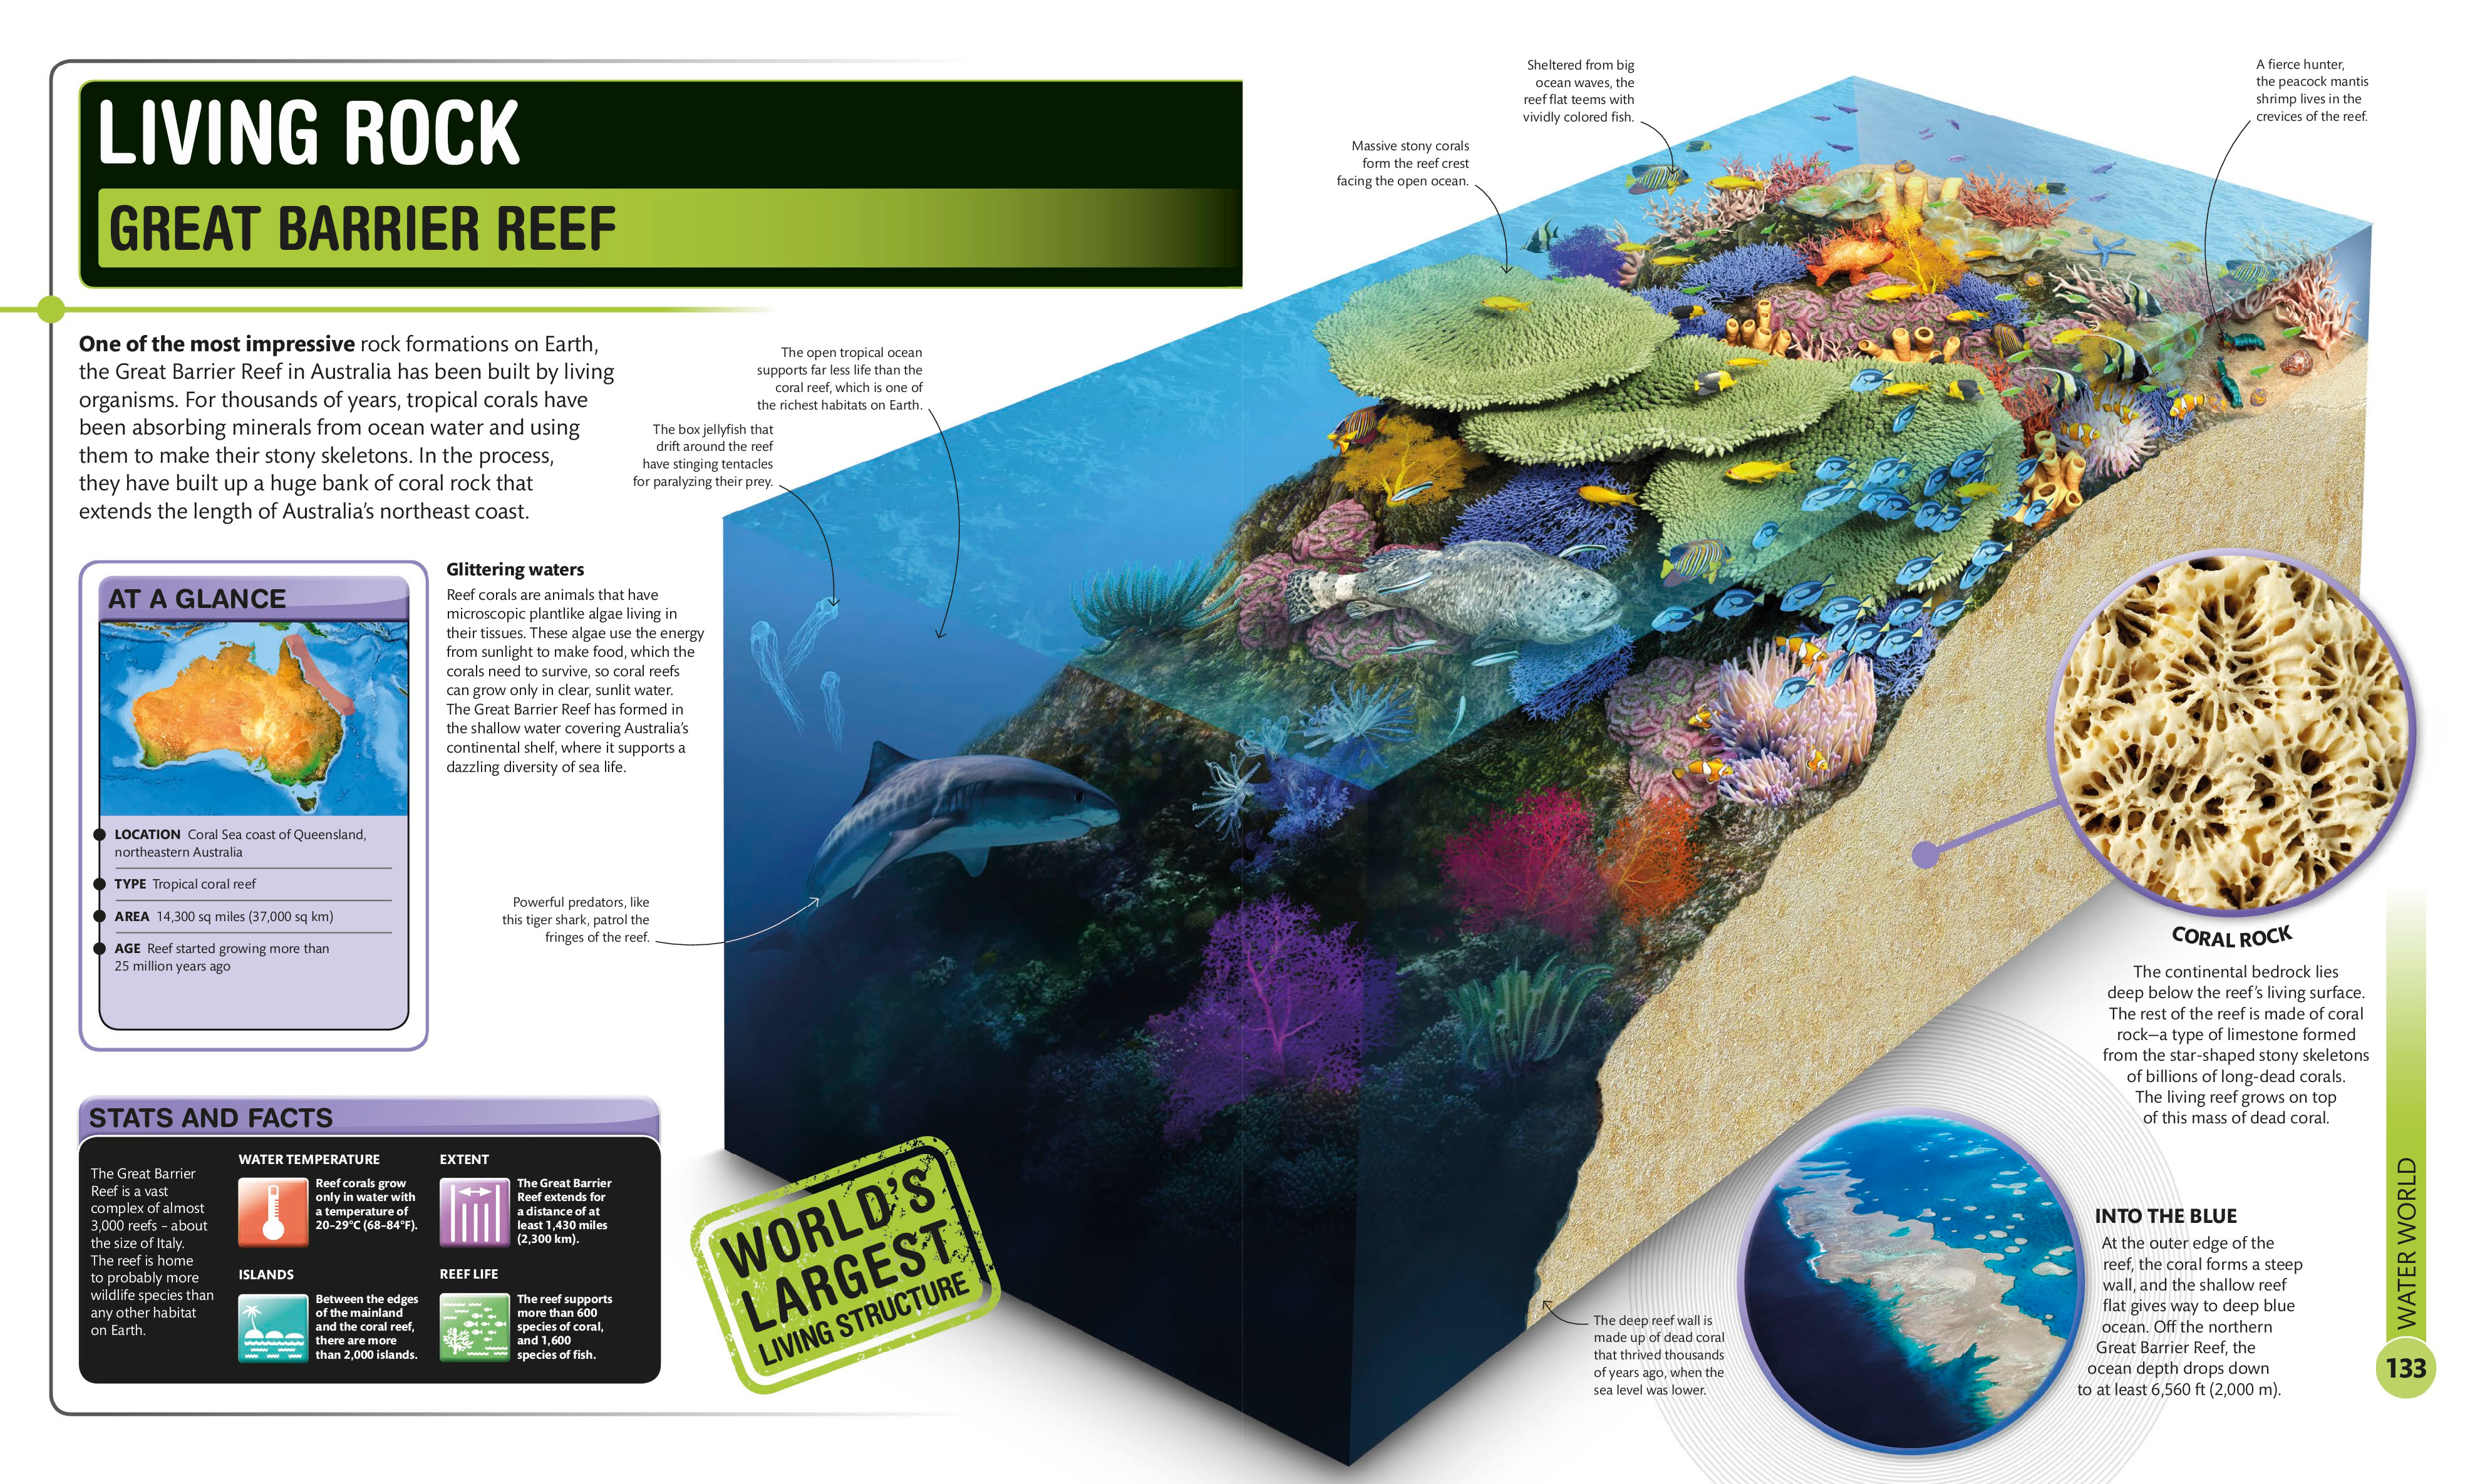 LIVING ROCK
GREAT BARRIER REEF
One of the most impressive rock formations on Earth,
the Great Barrier Reef in Australia has been built by living
organisms. For thousands of years, tropical corals have
been absorbing minerals from ocean water and using
them to make their stony skeletons. In the process,
they have built up a huge bank of coral rock that
extends the length of Australia’s northeast coast.
AT A GLANCE
LOCATION Coral Sea coast of Queensland,
northeastern Australia
TYPE Tropical coral reef
AREA 14,300 sq miles (37,000 sq km)
AGE Reef started growing more than
25 million years ago
Glittering waters
Reef corals are animals that have
microscopic plantlike algae living in
their tissues. These algae use the energy
from sunlight to make food, which the
corals need to survive, so coral reefs
can grow only in clear, sunlit water.
The Great Barrier Reef has formed in
the shallow water covering Australia’s
continental shelf, where it supports a
dazzling diversity of sea life.
STATS AND FACTS
The Great Barrier
Reef is a vast
complex of almost
3,000 reefs – about
the size of Italy.
The reef is home
to probably more
wildlife species than
any other habitat
on Earth.
WATER TEMPERATURE
Reef corals grow
only in water with
a temperature of
20–29°C (68–84°F).
EXTENT
The Great Barrier
Reef extends for
a distance of at
least 1,430 miles
(2,300 km).
ISLANDS
Between the edges
of the mainland
and the coral reef,
there are more
than 2,000 islands.
REEF LIFE
The reef supports
more than 600
species of coral,
and 1,600
species of fish.
The box jellyfish that
drift around the reef
have stinging tentacles
for paralyzing their prey.
The open tropical ocean
supports far less life than the
coral reef, which is one of
the richest habitats on Earth.
Powerful predators, like
this tiger shark, patrol the
fringes of the reef.
WORLD’S
LARGEST
LIVING STRUCTURE
Massive stony corals
form the reef crest
facing the open ocean.
Sheltered from big
ocean waves, the
reef flat teems with
vividly colored fish.
A fierce hunter,
the peacock mantis
shrimp lives in the
crevices of the reef.
CORAL ROCK
The continental bedrock lies
deep below the reef’s living surface.
The rest of the reef is made of coral
rock—a type of limestone formed
from the star-shaped stony skeletons
of billions of long-dead corals.
The living reef grows on top
of this mass of dead coral.
The deep reef wall is
made up of dead coral
that thrived thousands
of years ago, when the
sea level was lower.
INTO THE BLUE
At the outer edge of the
reef, the coral forms a steep
wall, and the shallow reef
flat gives way to deep blue
ocean. Off the northern
Great Barrier Reef, the
ocean depth drops down
to at least 6,560 ft (2,000 m).
WATER WORLD
133